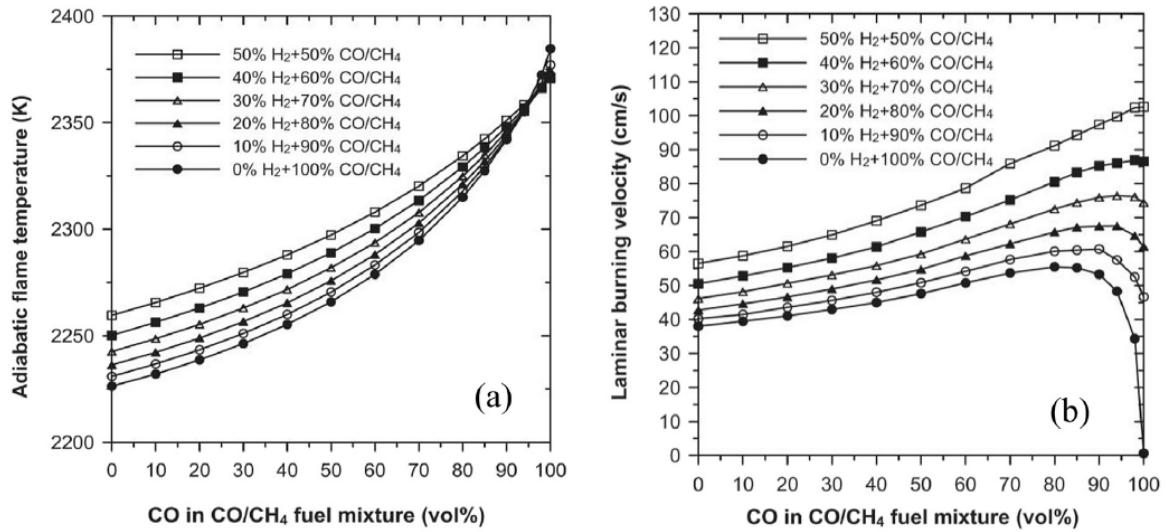 2400
2350
2300
2250
2200
Adiabatic flame temperature (K)
50% H₂+50% CO/CH₄
40% H₂+60% CO/CH₄
30% H₂+70% CO/CH₄
20% H₂+80% CO/CH₄
10% H₂+90% CO/CH₄
0% H₂+100% CO/CH₄
(a)
0 10 20 30 40 50 60 70 80 90 100
CO in CO/CH₄ fuel mixture (vol%)
130
120
110
100
90
80
70
60
50
40
30
20
10
0
Laminar burning velocity (cm/s)
50% H₂+50% CO/CH₄
40% H₂+60% CO/CH₄
30% H₂+70% CO/CH₄
20% H₂+80% CO/CH₄
10% H₂+90% CO/CH₄
0% H₂+100% CO/CH₄
(b)
0 10 20 30 40 50 60 70 80 90 100
CO in CO/CH₄ fuel mixture (vol%)